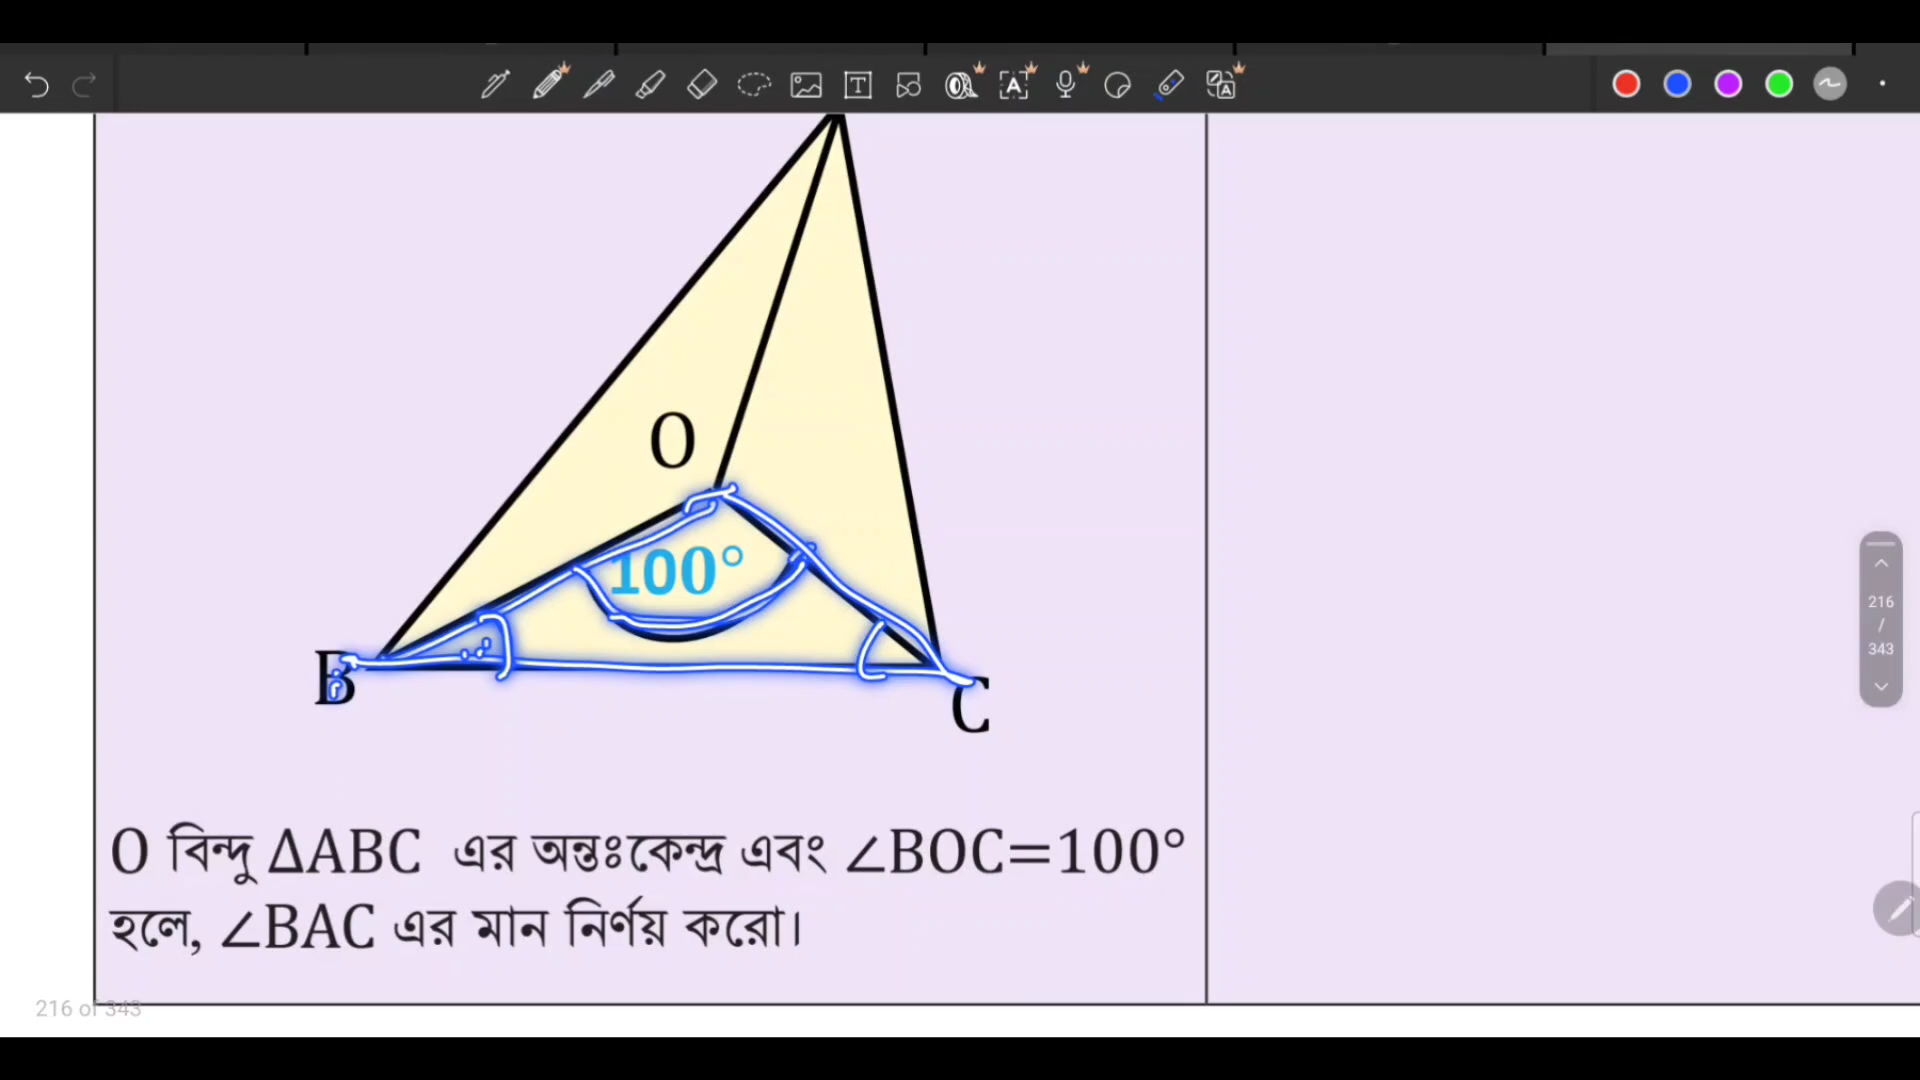 T
A
A
O
100°
B
C
216
/
343
O বিন্দু ΔABC এর অন্তঃকেন্দ্র এবং ∠BOC=100°
হলে, ∠BAC এর মান নির্ণয় করো।
216 of 343